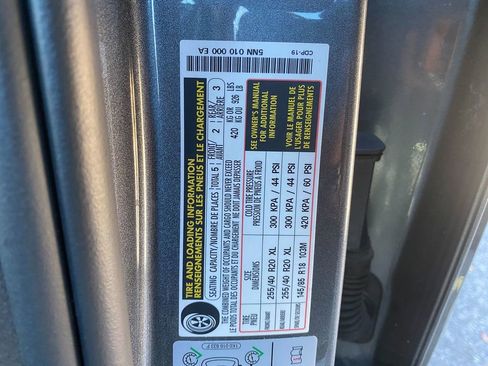 5NN 010 000 EA
CDP-19
TIRE AND LOADING INFORMATION
RENSEIGNEMENTS SUR LES PNEUS ET LE CHARGEMENT
SEATING CAPACITY/NOMBRE DE PLACES TOTAL 5 FRONT/AVANT 2 REAR/ARRIÈRE 3
THE COMBINED WEIGHT OF OCCUPANTS AND CARGO SHOULD NEVER EXCEED 420 KG OR 926 LBS
LE POIDS TOTAL DES OCCUPANTS ET DU CHARGEMENT NE DOIT JAMAIS DÉPASSER 420 KG OU 926 LB
TIRE PNEU
SIZE DIMENSIONS
COLD TIRE PRESSURE PRESSION DE PNEUS À FROID
255/40 R20 XL 300 KPA / 44 PSI
255/40 R20 XL 300 KPA / 44 PSI
145/85 R18 103M 420 KPA / 60 PSI
SEE OWNER'S MANUAL FOR ADDITIONAL INFORMATION
VOIR LE MANUEL DE L'USAGER POUR PLUS DE RENSEIGNEMENTS